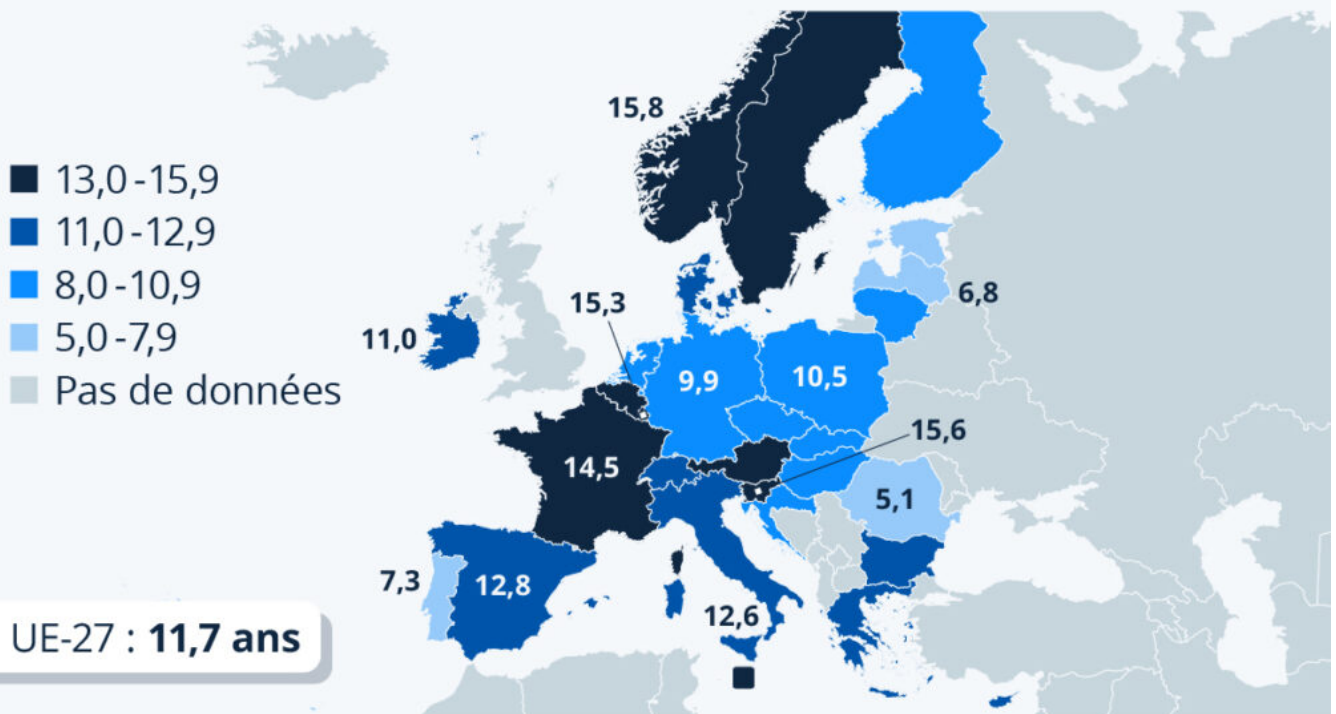 15,8
13,0 - 15,9
11,0 - 12,9
8,0 - 10,9
5,0 - 7,9
Pas de données
15,3
6,8
11,0
9,9
10,5
15,6
14,5
5,1
7,3
12,8
12,6
UE-27 : 11,7 ans